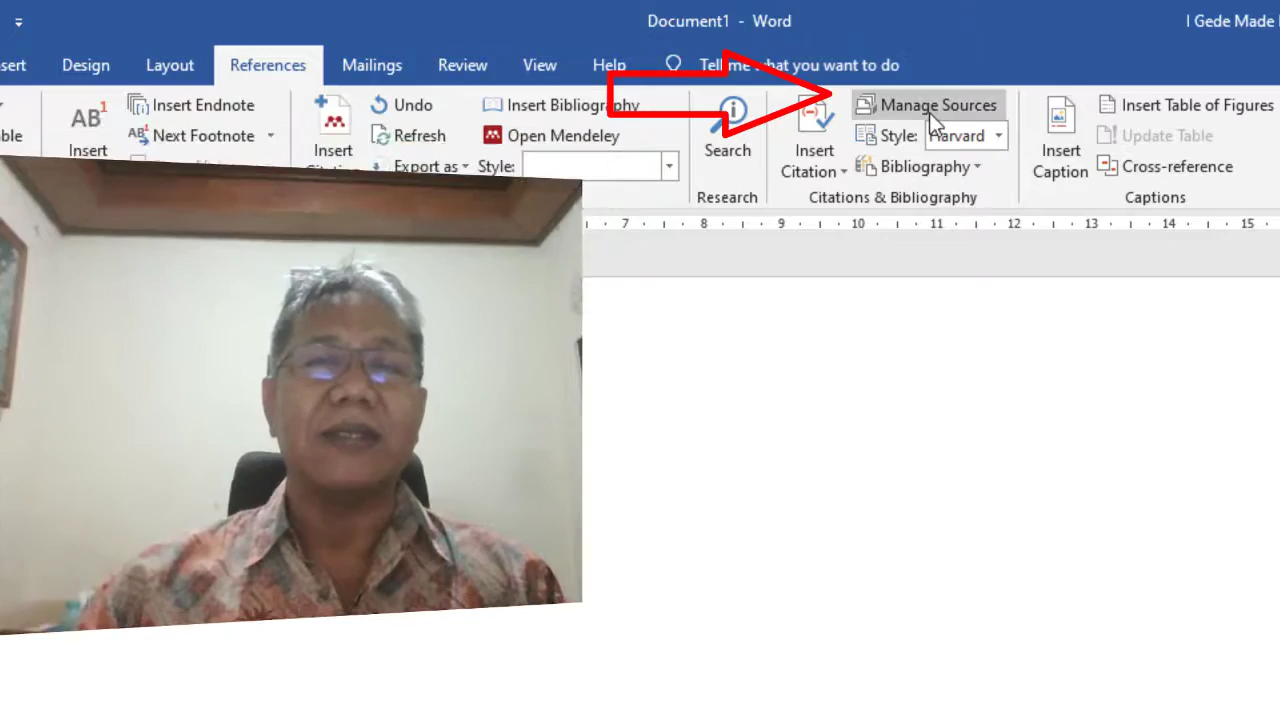 Document1 - Word
I Gede Made
sert
Design
Layout
References
Mailings
Review
View
Help
Tell me what you want to do
AB1
Insert
Insert Endnote
AB1 Next Footnote
Insert
Undo
Refresh
Export as
Insert Bibliography
Open Mendeley
Style:
Search
Research
Insert
Citation
Manage Sources
Style: Harvard
Bibliography
Citations & Bibliography
Insert
Caption
Insert Table of Figures
Update Table
Cross-reference
Captions
7 8 9 10 11 12 13 14 15